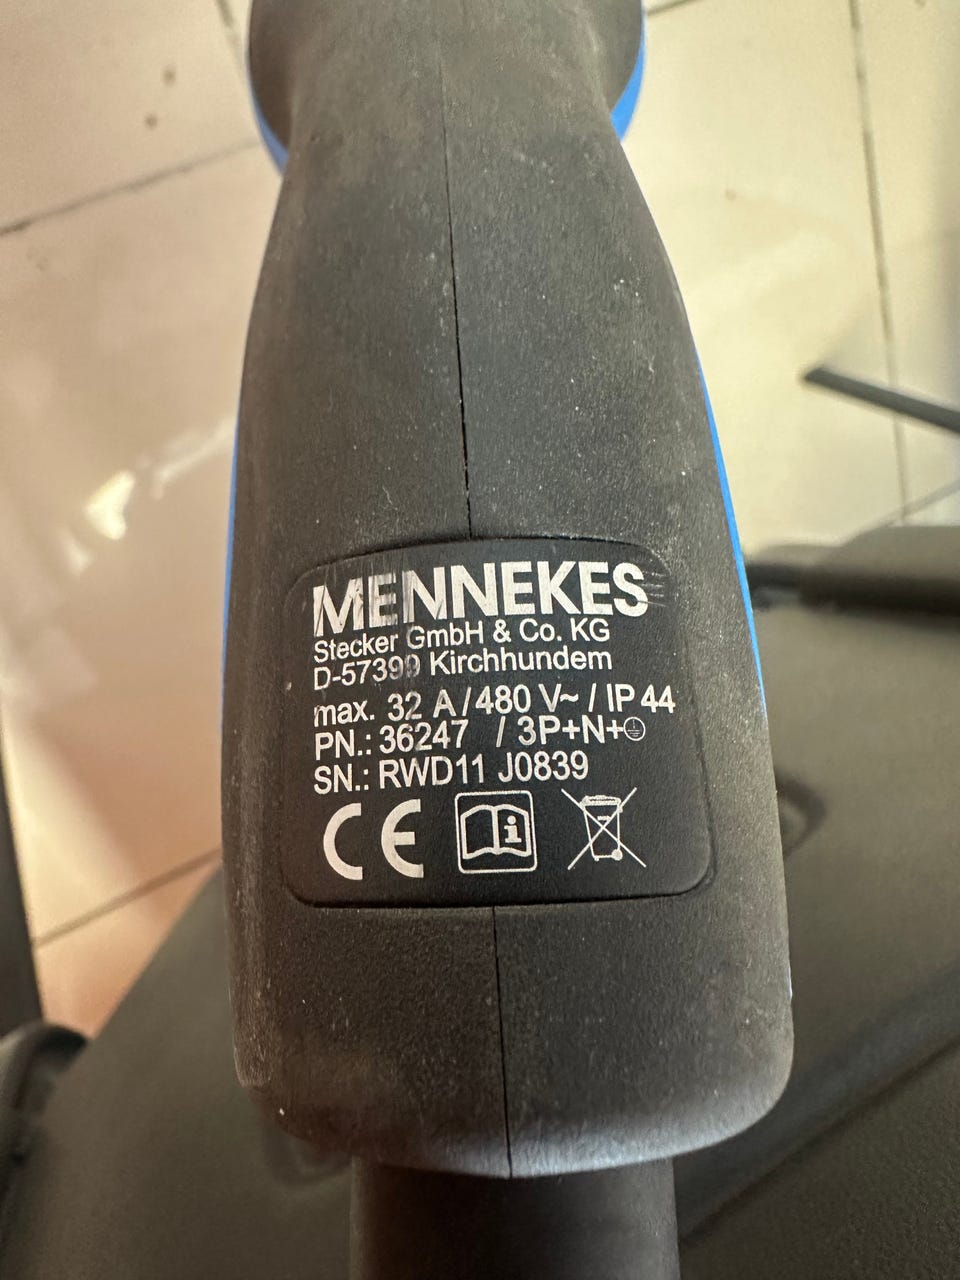 MENNEKES
Stecker GmbH & Co. KG
D-57399 Kirchhundem
max. 32 A / 480 V~ / IP 44
PN.: 36247 / 3P+N+⏚
SN.: RWD11 J0839
CE
i